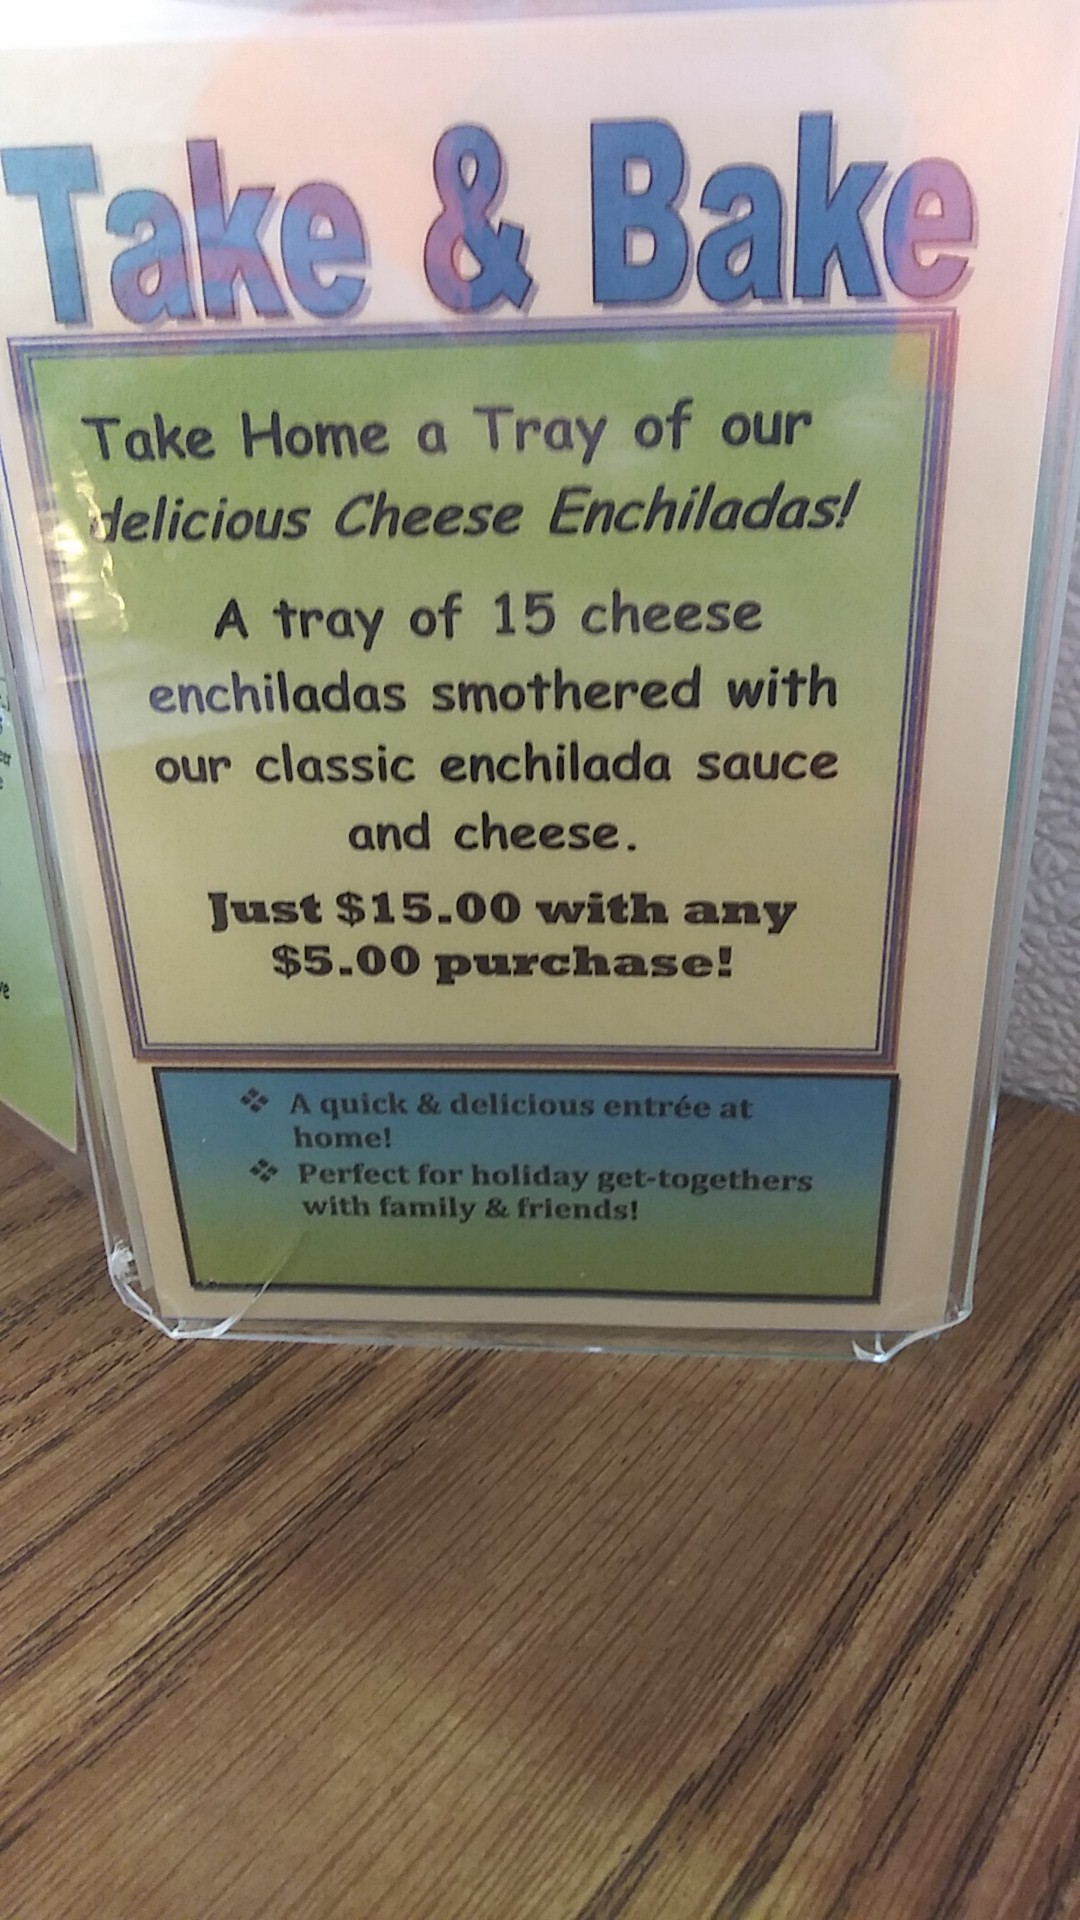 Take & Bake
Take Home a Tray of our
delicious Cheese Enchiladas!
A tray of 15 cheese
enchiladas smothered with
our classic enchilada sauce
and cheese.
Just $15.00 with any
$5.00 purchase!
❖ A quick & delicious entrée at
home!
❖ Perfect for holiday get-togethers
with family & friends!